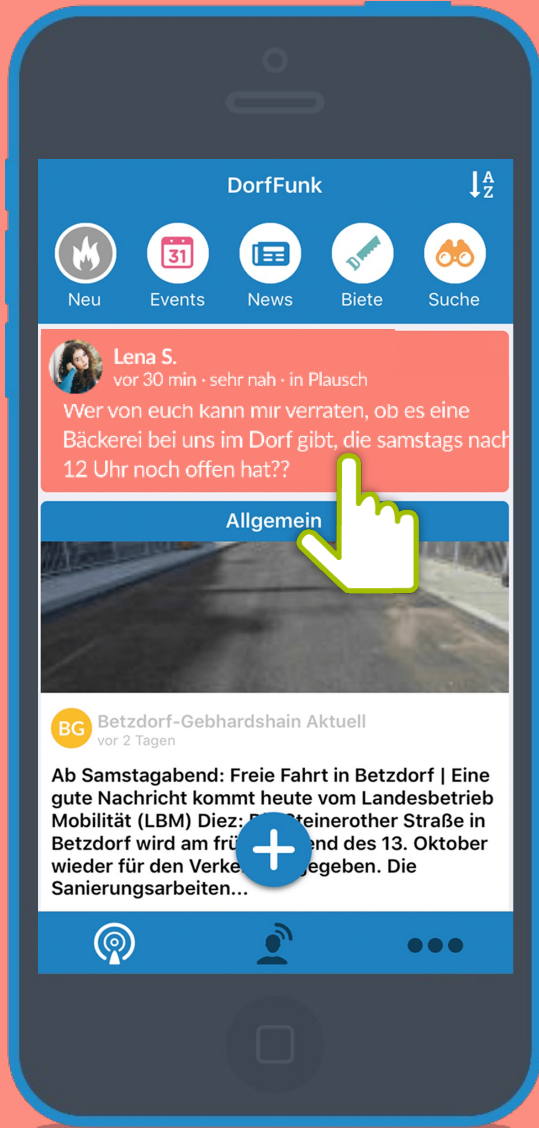 DorfFunk
A
Z
31
D
Neu Events News Biete Suche
Lena S.
vor 30 min · sehr nah · in Plausch
Wer von euch kann mir verraten, ob es eine
Bäckerei bei uns im Dorf gibt, die samstags nach
12 Uhr noch offen hat??
Allgemein
BG
Betzdorf-Gebhardshain Aktuell
vor 2 Tagen
Ab Samstagabend: Freie Fahrt in Betzdorf | Eine
gute Nachricht kommt heute vom Landesbetrieb
Mobilität (LBM) Diez: Steinerother Straße in
Betzdorf wird am des 13. Oktober
wieder für den Die
Sanierungsarbeiten...